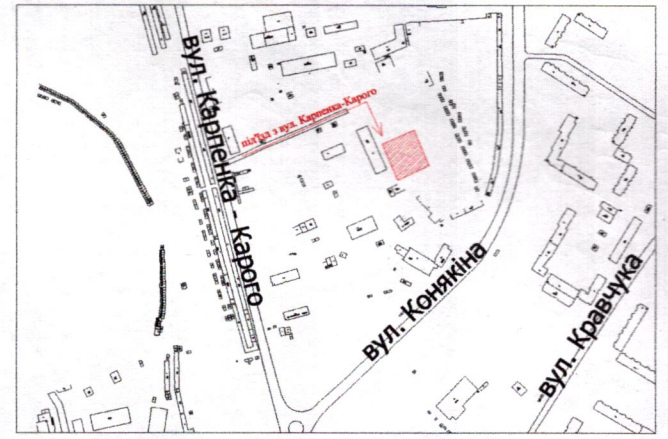 вул. Карпенка - Карого
під'їзд з вул. Карпенка-Карого
вул. Конякіна
вул. Кравчука